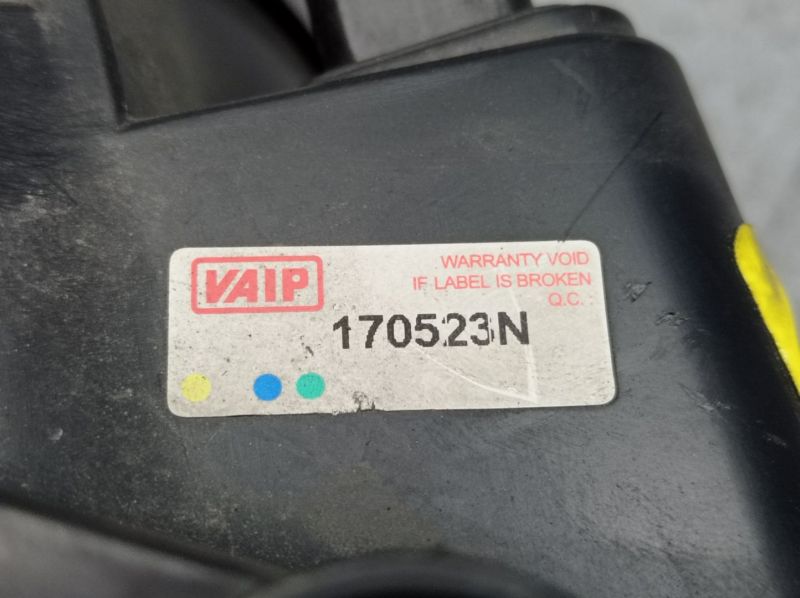 VAIP
WARRANTY VOID
IF LABEL IS BROKEN
Q.C. :
170523N